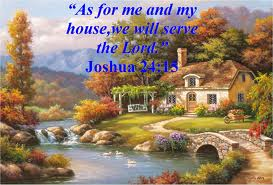 “As for me and my
house,we will serve
the Lord.”
Joshua 24:15